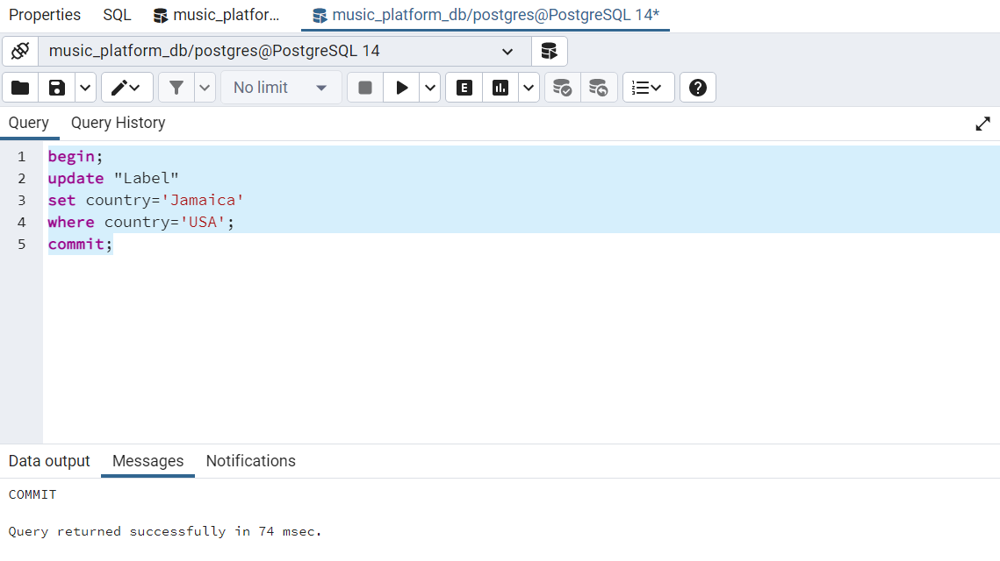 Properties SQL music_platfor... music_platform_db/postgres@PostgreSQL 14*
music_platform_db/postgres@PostgreSQL 14
No limit E ?
Query Query History
1 begin;
2 update "Label"
3 set country='Jamaica'
4 where country='USA';
5 commit;
Data output Messages Notifications
COMMIT
Query returned successfully in 74 msec.